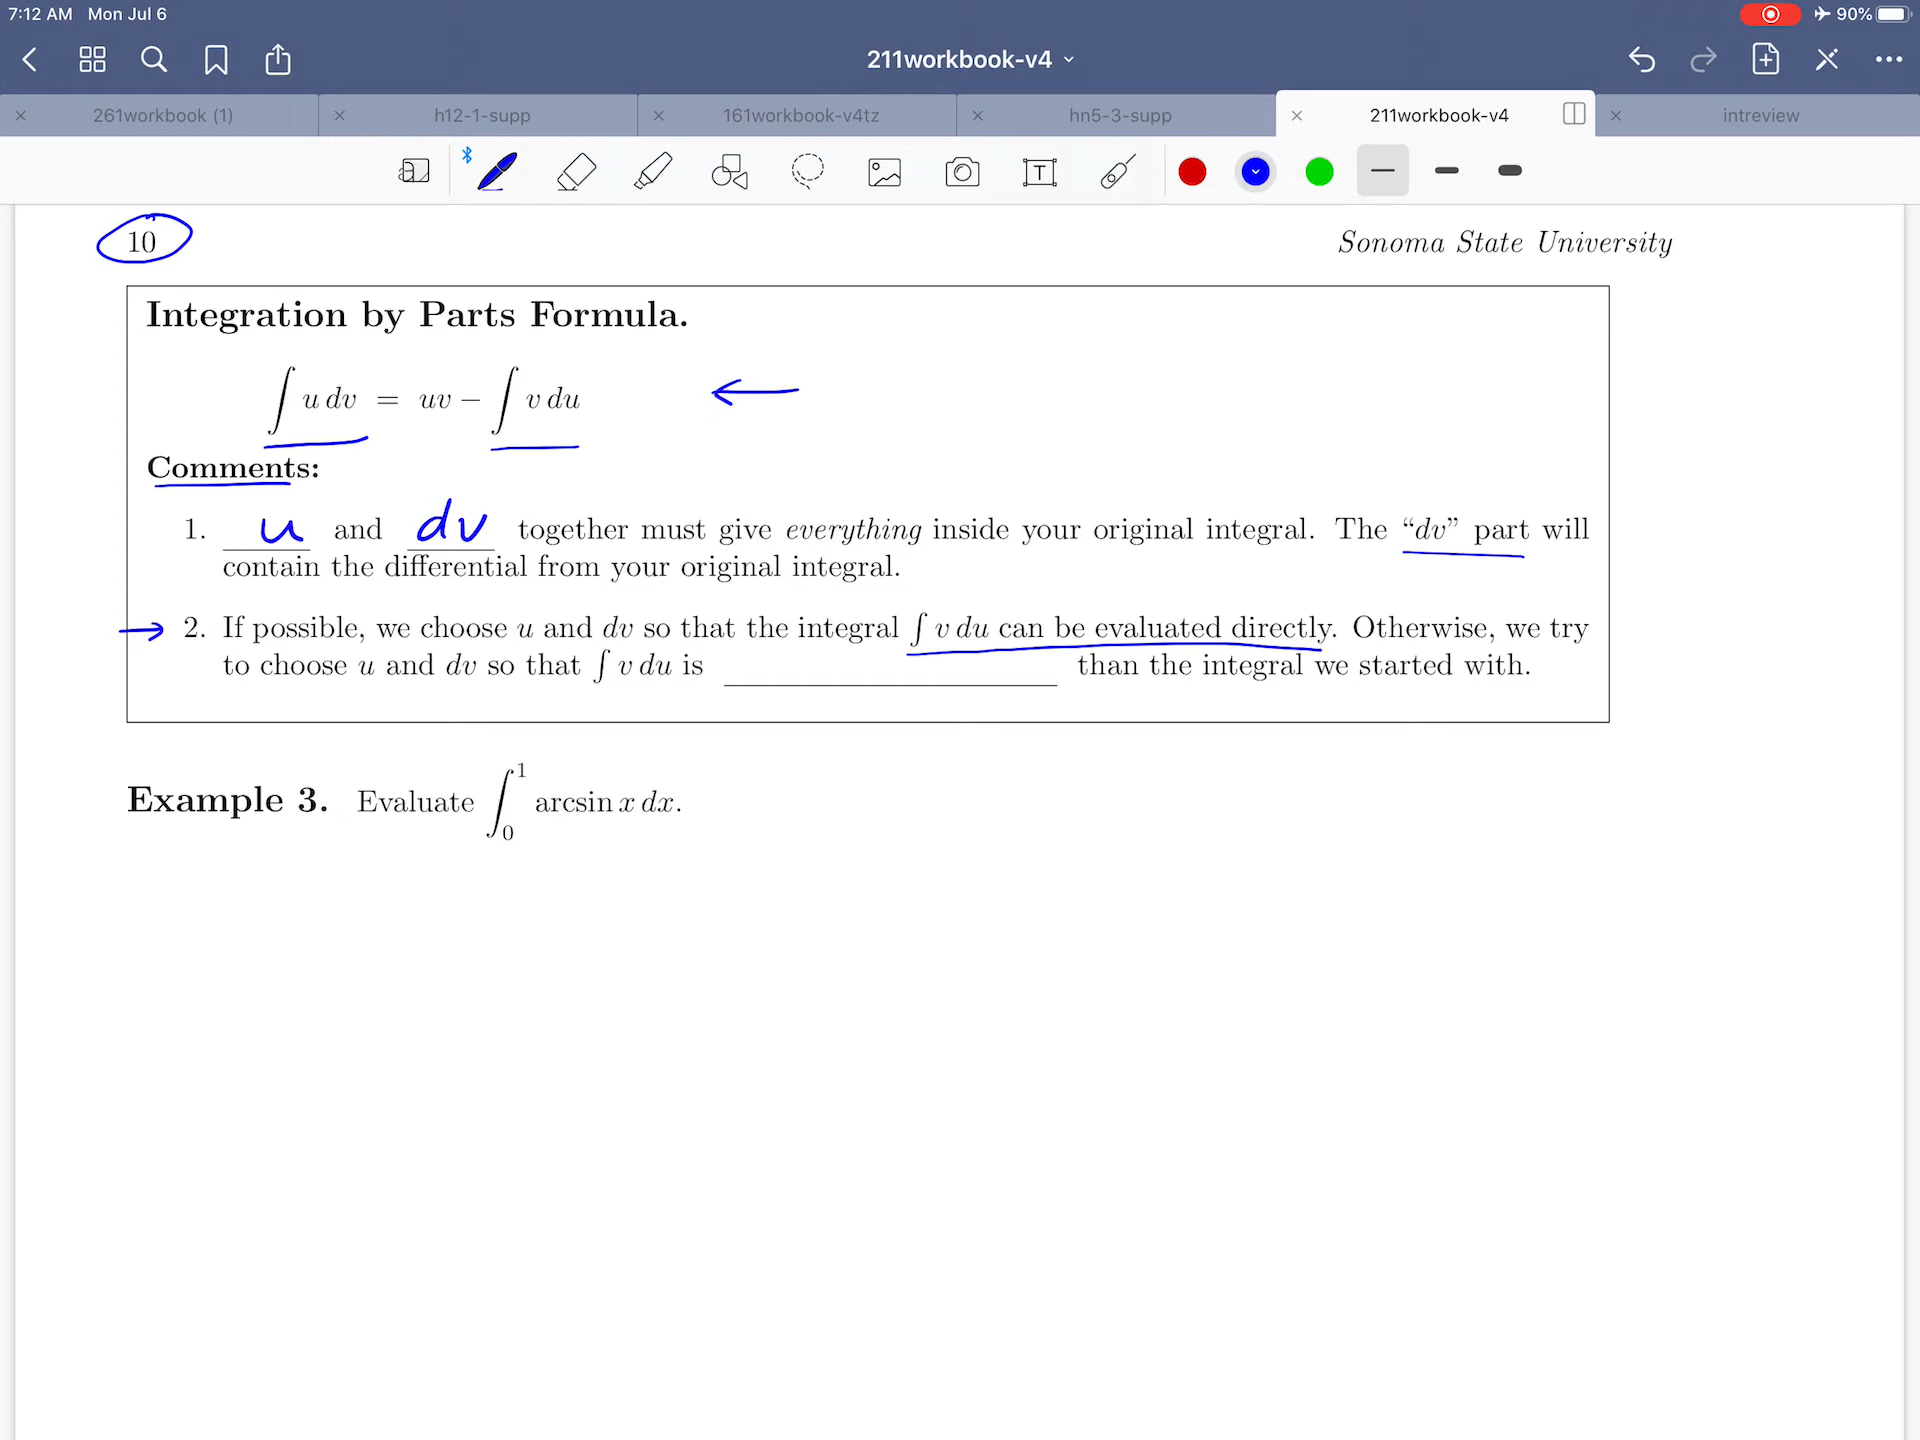 7:12 AM Mon Jul 6 90%
211workbook-v4
261workbook (1) h12-1-supp 161workbook-v4tz hn5-3-supp 211workbook-v4 intreview
10 Sonoma State University
Integration by Parts Formula.
∫ u dv = uv − ∫ v du
Comments:
1. u and dv together must give everything inside your original integral. The “dv” part will
contain the differential from your original integral.
2. If possible, we choose u and dv so that the integral ∫ v du can be evaluated directly. Otherwise, we try
to choose u and dv so that ∫ v du is ________ than the integral we started with.
Example 3. Evaluate ∫₀¹ arcsin x dx.